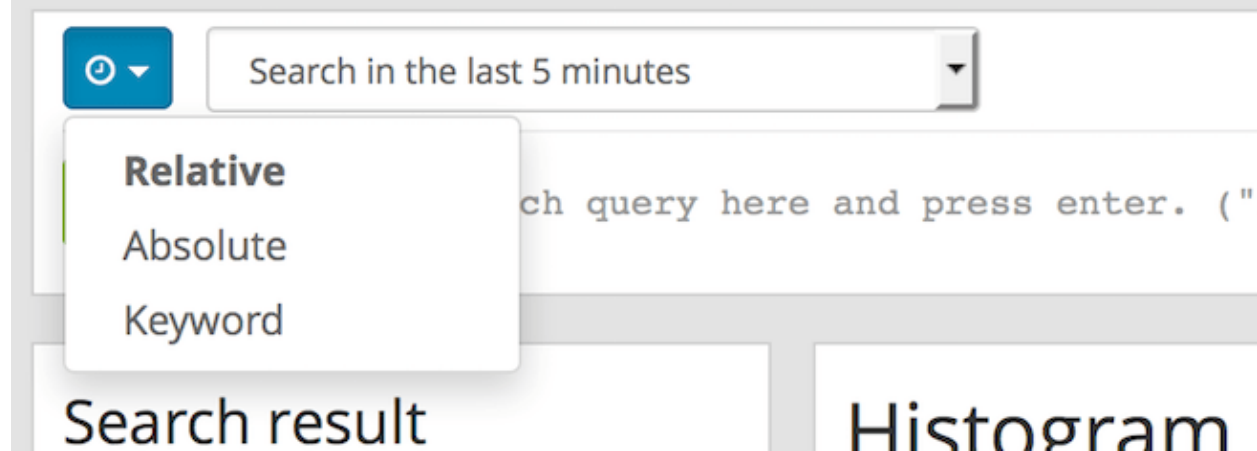 Search in the last 5 minutes
Relative
Absolute
Keyword
ch query here and press enter. ("
Search result
Histogram